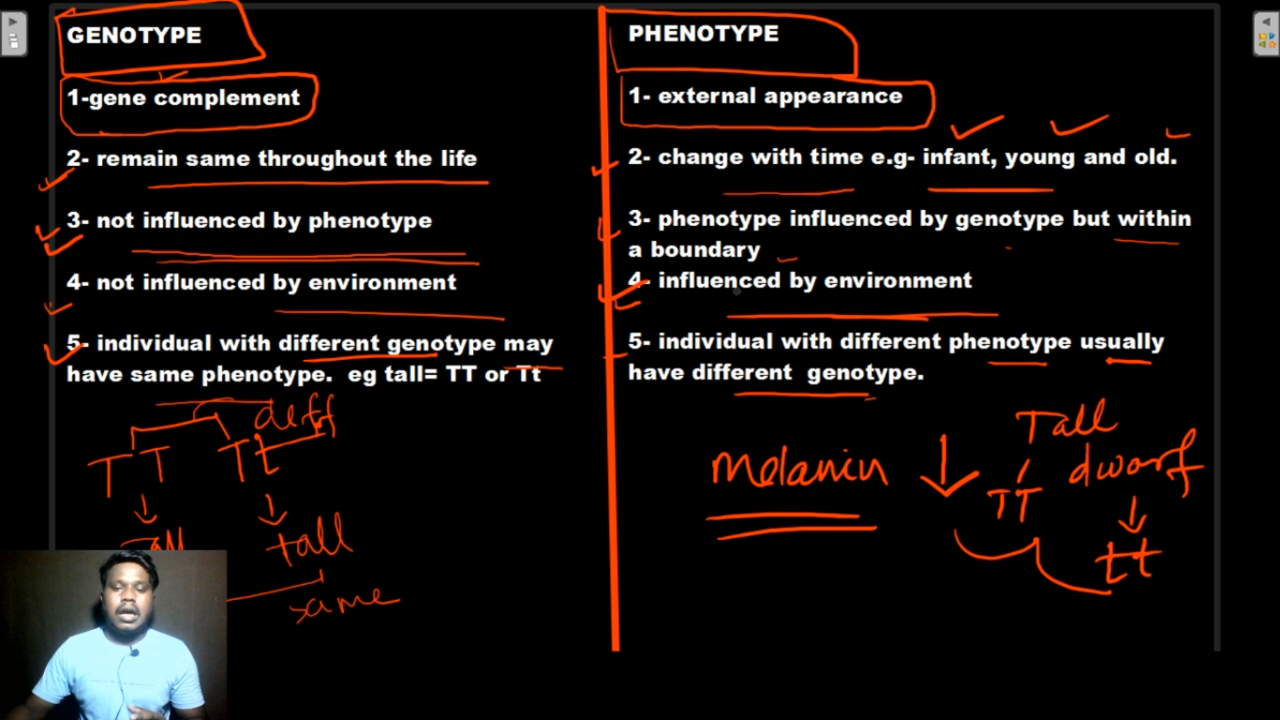 GENOTYPE
1-gene complement
2- remain same throughout the life
3- not influenced by phenotype
4- not influenced by environment
5- individual with different genotype may
have same phenotype.  eg tall= TT or Tt
deff
TT Tt
tall
same
PHENOTYPE
1- external appearance
2- change with time e.g- infant, young and old.
3- phenotype influenced by genotype but within
a boundary
4- influenced by environment
5- individual with different phenotype usually
have different  genotype.
melanin
Tall
dwarf
TT
tt